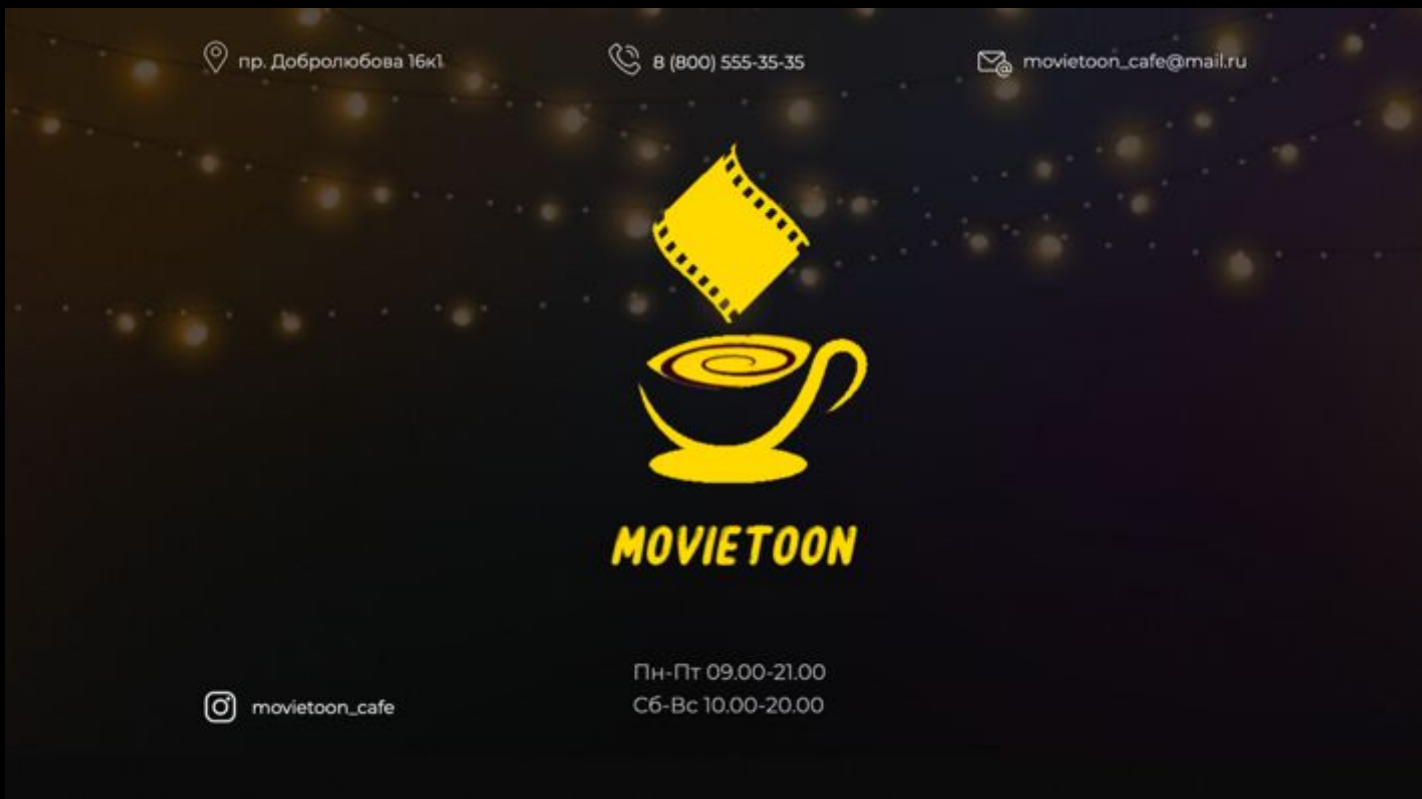 пр. Добролюбова 16к1
8 (800) 555-35-35
movietoon_cafe@mail.ru
MOVIETOON
Пн-Пт 09.00-21.00
Сб-Вс 10.00-20.00
movietoon_cafe